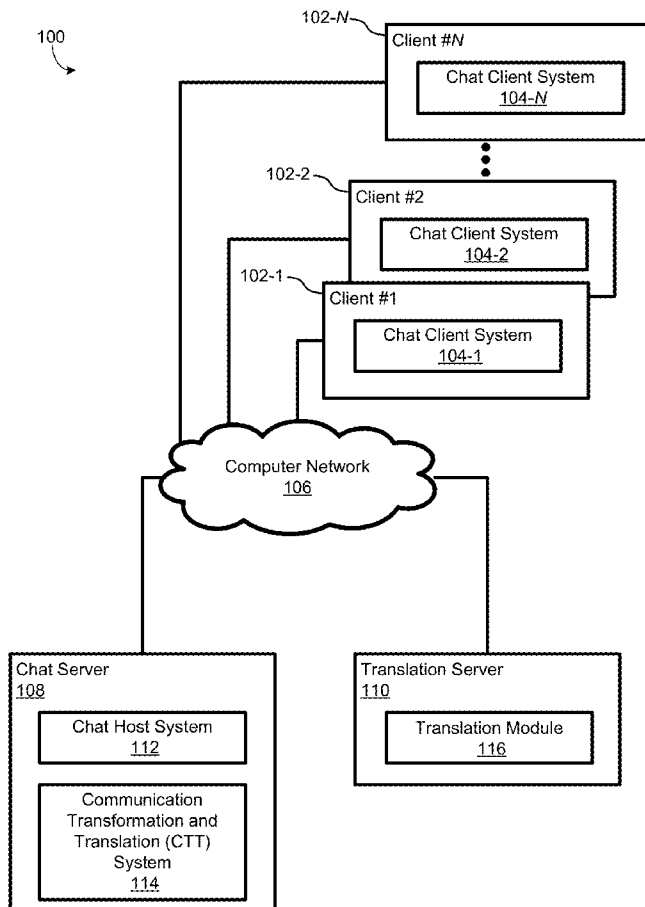 100
102-N
Client #N
Chat Client System
104-N
102-2
Client #2
Chat Client System
104-2
102-1
Client #1
Chat Client System
104-1
Computer Network
106
Chat Server
108
Chat Host System
112
Communication
Transformation and
Translation (CTT)
System
114
Translation Server
110
Translation Module
116